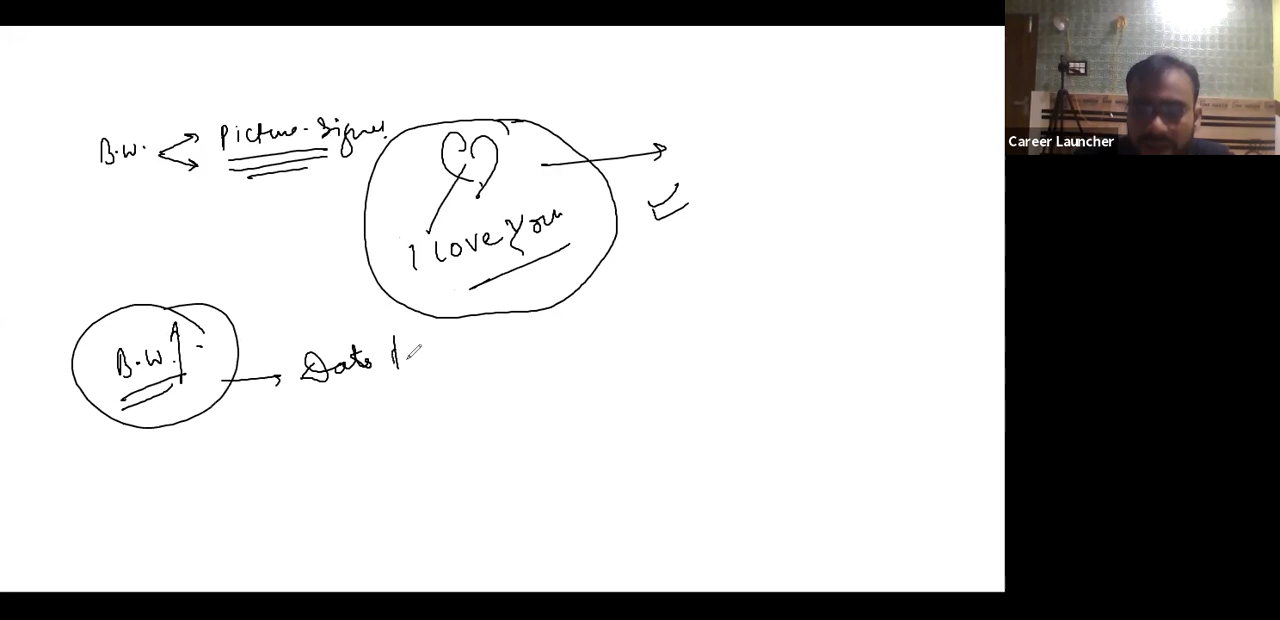 B.W. Picture-Signal
I Love You
B.W.
Data
Career Launcher